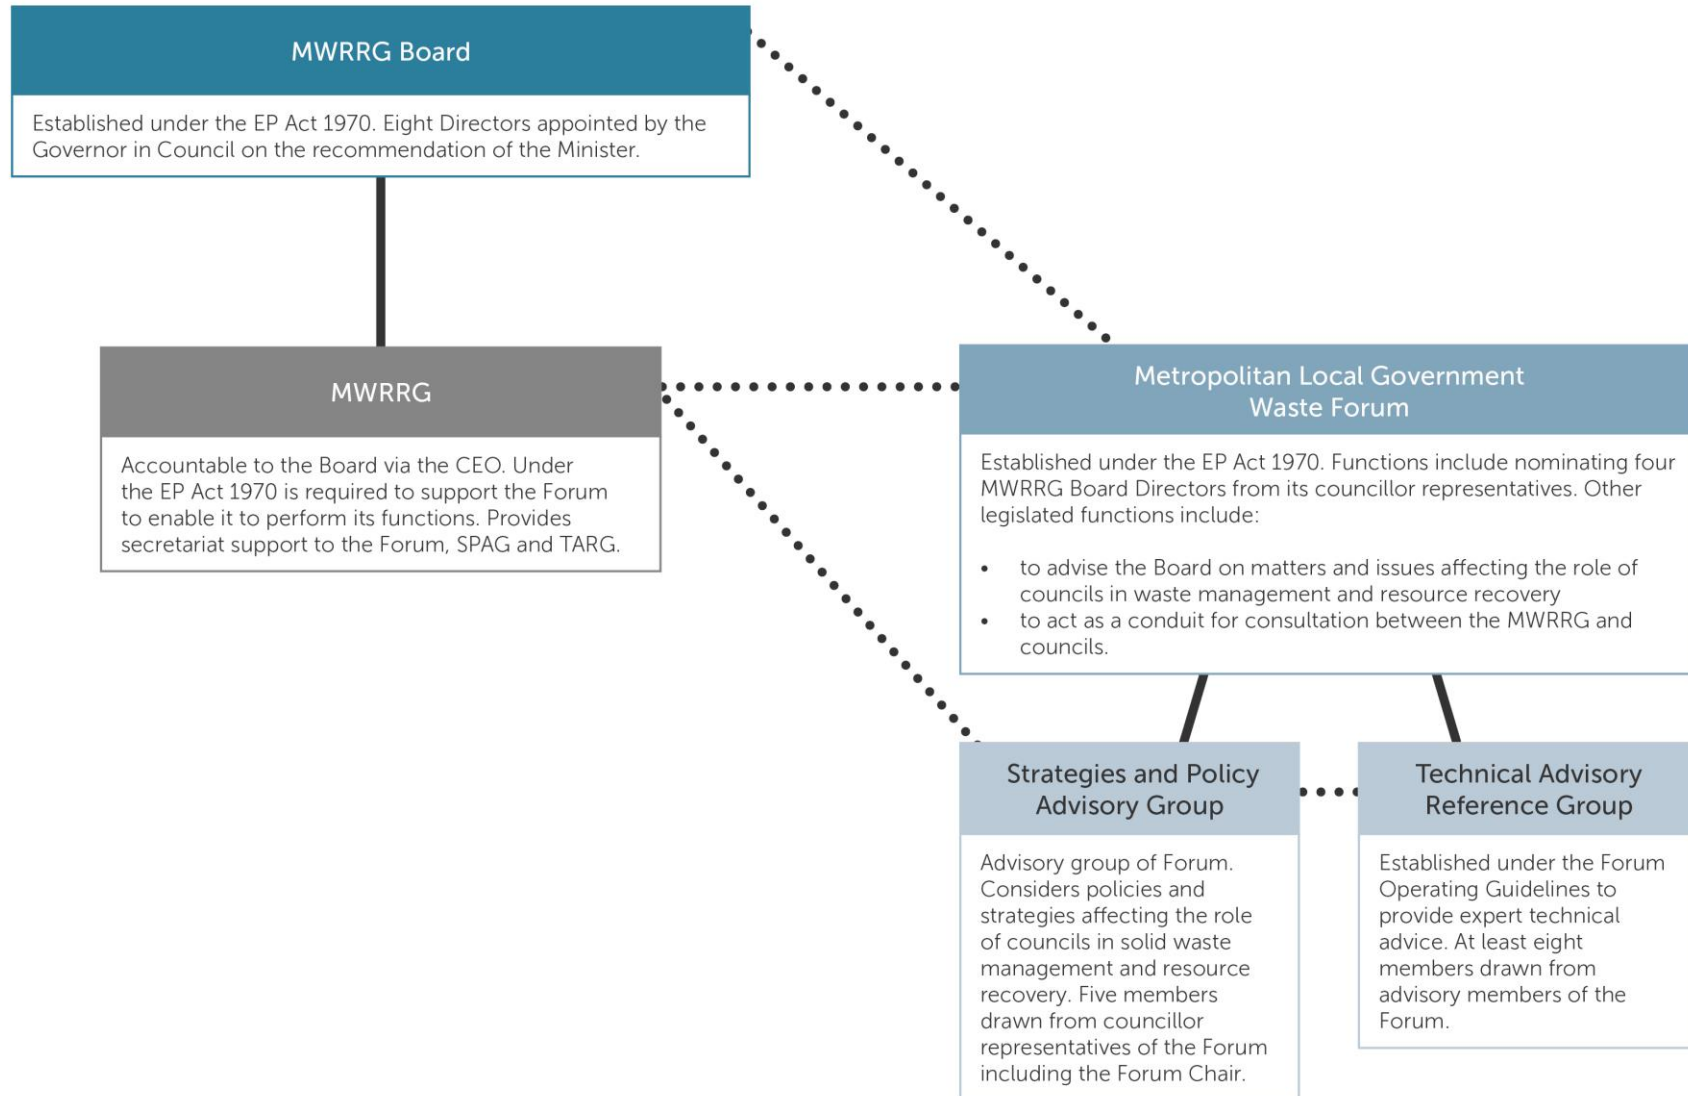 MWRRG Board
Established under the EP Act 1970. Eight Directors appointed by the
Governor in Council on the recommendation of the Minister.
MWRRG
Accountable to the Board via the CEO. Under
the EP Act 1970 is required to support the Forum
to enable it to perform its functions. Provides
secretariat support to the Forum, SPAG and TARG.
Metropolitan Local Government
Waste Forum
Established under the EP Act 1970. Functions include nominating four
MWRRG Board Directors from its councillor representatives. Other
legislated functions include:
• to advise the Board on matters and issues affecting the role of
councils in waste management and resource recovery
• to act as a conduit for consultation between the MWRRG and
councils.
Strategies and Policy
Advisory Group
Advisory group of Forum.
Considers policies and
strategies affecting the role
of councils in solid waste
management and resource
recovery. Five members
drawn from councillor
representatives of the Forum
including the Forum Chair.
Technical Advisory
Reference Group
Established under the Forum
Operating Guidelines to
provide expert technical
advice. At least eight
members drawn from
advisory members of the
Forum.